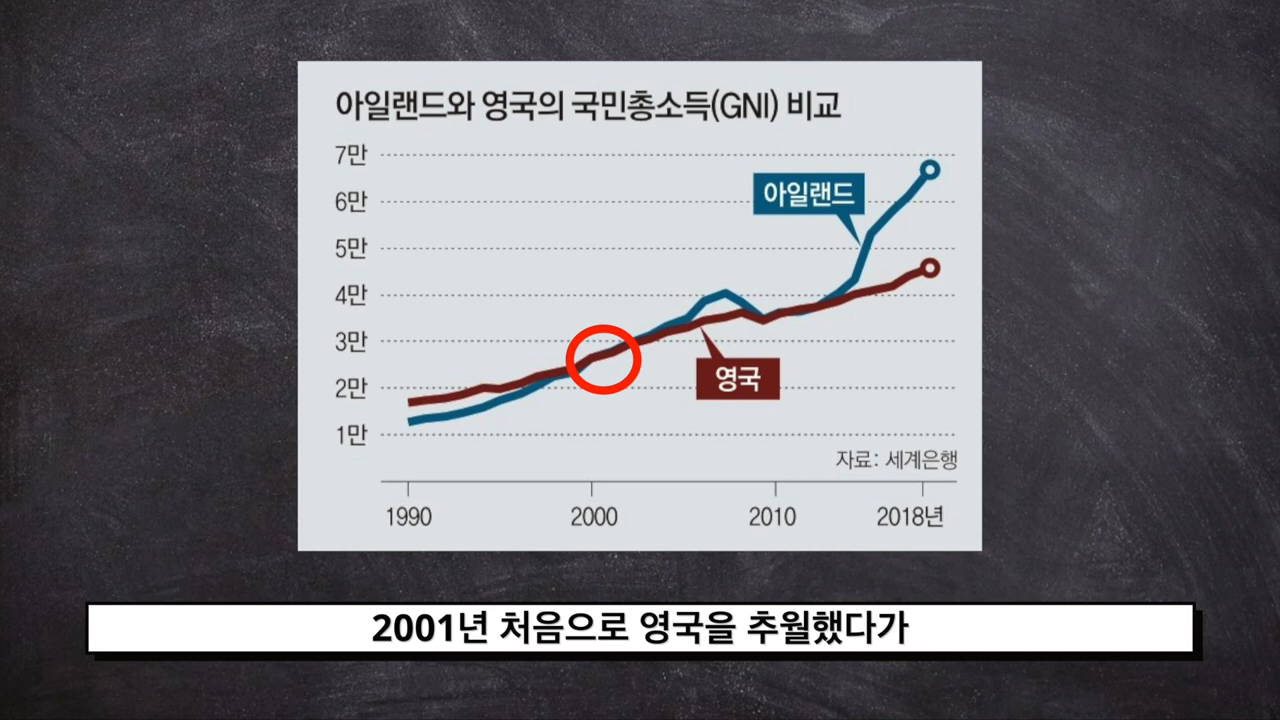 아일랜드와 영국의 국민총소득(GNI) 비교
7만
6만
5만
4만
3만
2만
1만
아일랜드
영국
자료: 세계은행
1990 2000 2010 2018년
2001년 처음으로 영국을 추월했다가